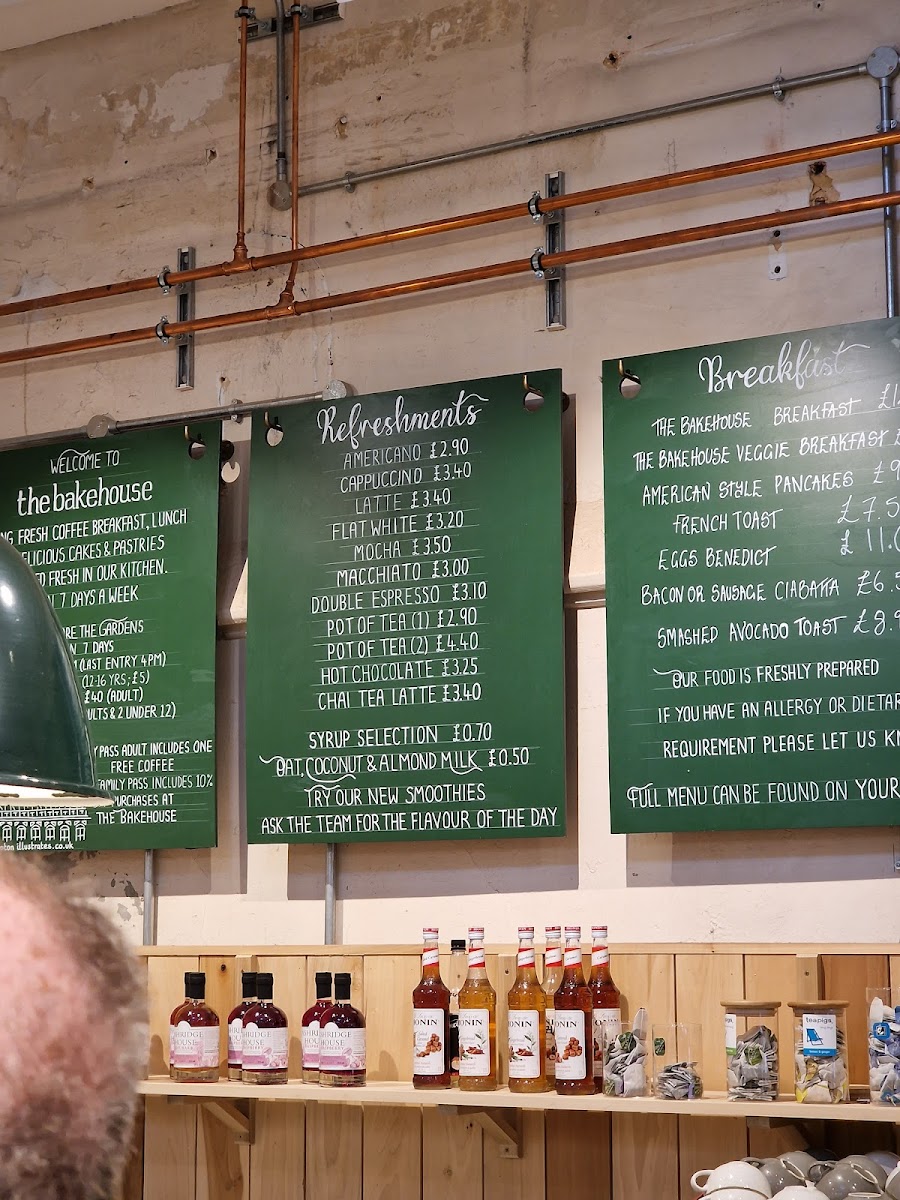 WELCOME TO
the bakehouse
FRESH COFFEE BREAKFAST, LUNCH
CAKES & PASTRIES
FRESH IN OUR KITCHEN.
7 DAYS A WEEK
THE GARDENS
7 DAYS
(LAST ENTRY 4PM)
(12-16 YRS; £5)
£40 (ADULT)
& 2 UNDER 12)
PASS ADULT INCLUDES ONE
FREE COFFEE
FAMILY PASS INCLUDES 10%
AT
THE BAKEHOUSE
illustrates.co.uk
Refreshments
AMERICANO £2.90
CAPPUCCINO £3.40
LATTE £3.40
FLAT WHITE £3.20
MOCHA £3.50
MACCHIATO £3.00
DOUBLE ESPRESSO £3.10
POT OF TEA (1) £2.90
POT OF TEA (2) £4.40
HOT CHOCOLATE £3.25
CHAI TEA LATTE £3.40
SYRUP SELECTION £0.70
OAT, COCONUT & ALMOND MILK £0.50
TRY OUR NEW SMOOTHIES
ASK THE TEAM FOR THE FLAVOUR OF THE DAY
Breakfast
THE BAKEHOUSE BREAKFAST
THE BAKEHOUSE VEGGIE BREAKFAST
AMERICAN STYLE PANCAKES
FRENCH TOAST
EGGS BENEDICT
BACON OR SAUSAGE CIABATTA
SMASHED AVOCADO TOAST
OUR FOOD IS FRESHLY PREPARED
IF YOU HAVE AN ALLERGY OR
REQUIREMENT PLEASE LET US
FULL MENU CAN BE FOUND ON YOUR
HOUSE
HOUSE
HOUSE
MONIN
MONIN
MONIN
MONIN
teapigs